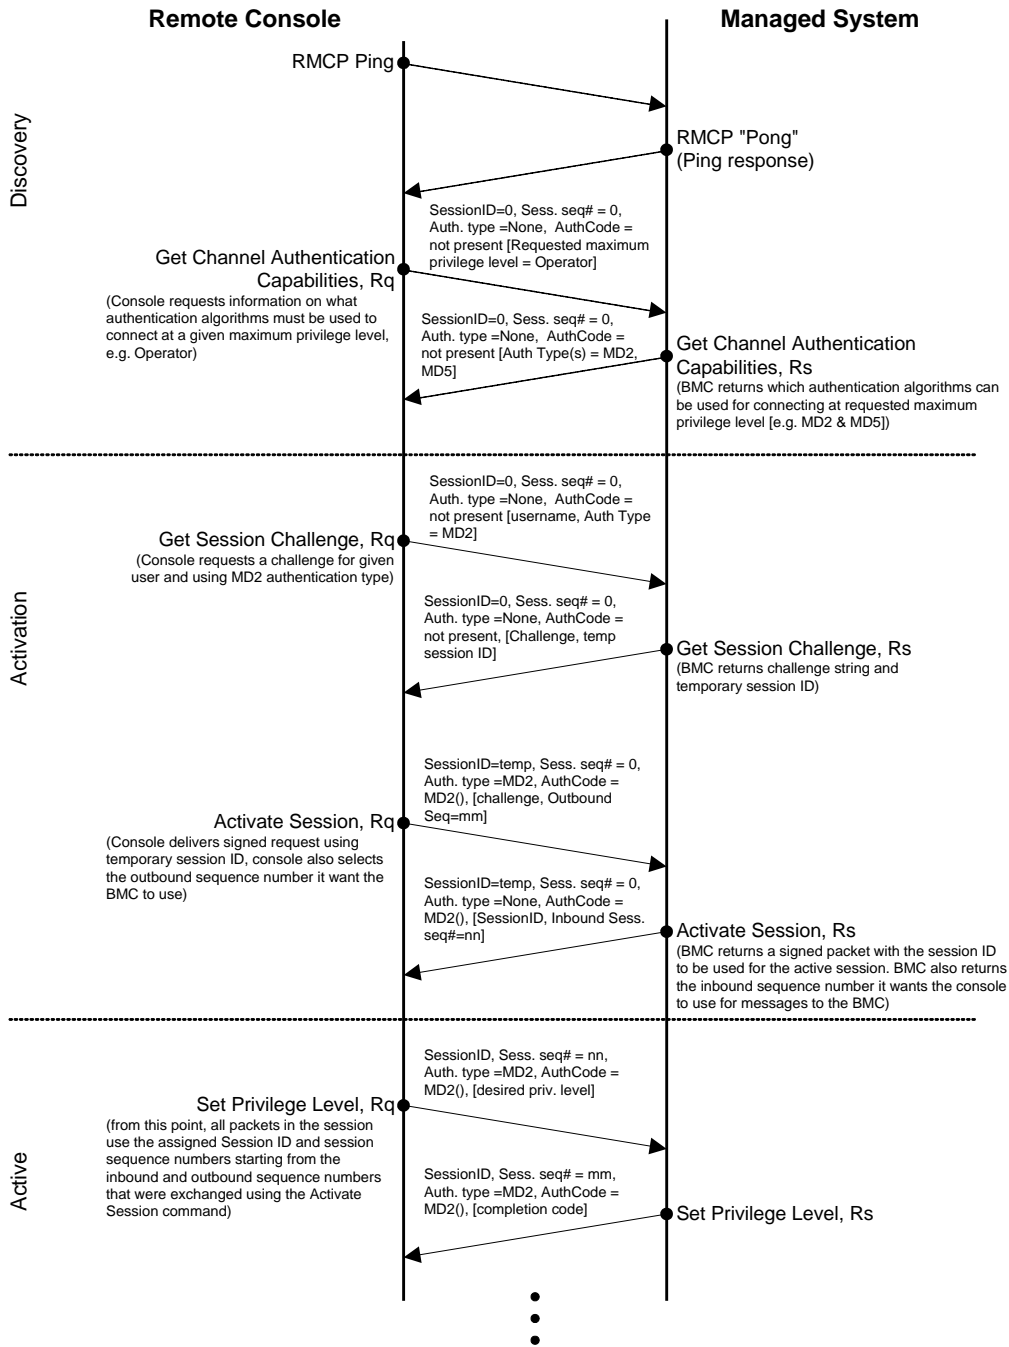 Remote Console
Managed System
RMCP Ping
RMCP "Pong"
(Ping response)
Discovery
SessionID=0, Sess. seq# = 0,
Auth. type =None, AuthCode =
not present [Requested maximum
privilege level = Operator]
Get Channel Authentication
Capabilities, Rq
(Console requests information on what
authentication algorithms must be used to
connect at a given maximum privilege level,
e.g. Operator)
SessionID=0, Sess. seq# = 0,
Auth. type =None, AuthCode =
not present [Auth Type(s) = MD2,
MD5]
Get Channel Authentication
Capabilities, Rs
(BMC returns which authentication algorithms can
be used for connecting at requested maximum
privilege level [e.g. MD2 & MD5])
SessionID=0, Sess. seq# = 0,
Auth. type =None, AuthCode =
not present [username, Auth Type
= MD2]
Get Session Challenge, Rq
(Console requests a challenge for given
user and using MD2 authentication type)
Activation
SessionID=0, Sess. seq# = 0,
Auth. type =None, AuthCode =
not present, [Challenge, temp
session ID]
Get Session Challenge, Rs
(BMC returns challenge string and
temporary session ID)
SessionID=temp, Sess. seq# = 0,
Auth. type =MD2, AuthCode =
MD2(), [challenge, Outbound
Seq=mm]
Activate Session, Rq
(Console delivers signed request using
temporary session ID, console also selects
the outbound sequence number it want the
BMC to use)
SessionID=temp, Sess. seq# = 0,
Auth. type =None, AuthCode =
MD2(), [SessionID, Inbound Sess.
seq#=nn]
Activate Session, Rs
(BMC returns a signed packet with the session ID
to be used for the active session. BMC also returns
the inbound sequence number it wants the console
to use for messages to the BMC)
SessionID, Sess. seq# = nn,
Auth. type =MD2, AuthCode =
MD2(), [desired priv. level]
Set Privilege Level, Rq
(from this point, all packets in the session
use the assigned Session ID and session
sequence numbers starting from the
inbound and outbound sequence numbers
that were exchanged using the Activate
Session command)
Active
SessionID, Sess. seq# = mm,
Auth. type =MD2, AuthCode =
MD2(), [completion code]
Set Privilege Level, Rs